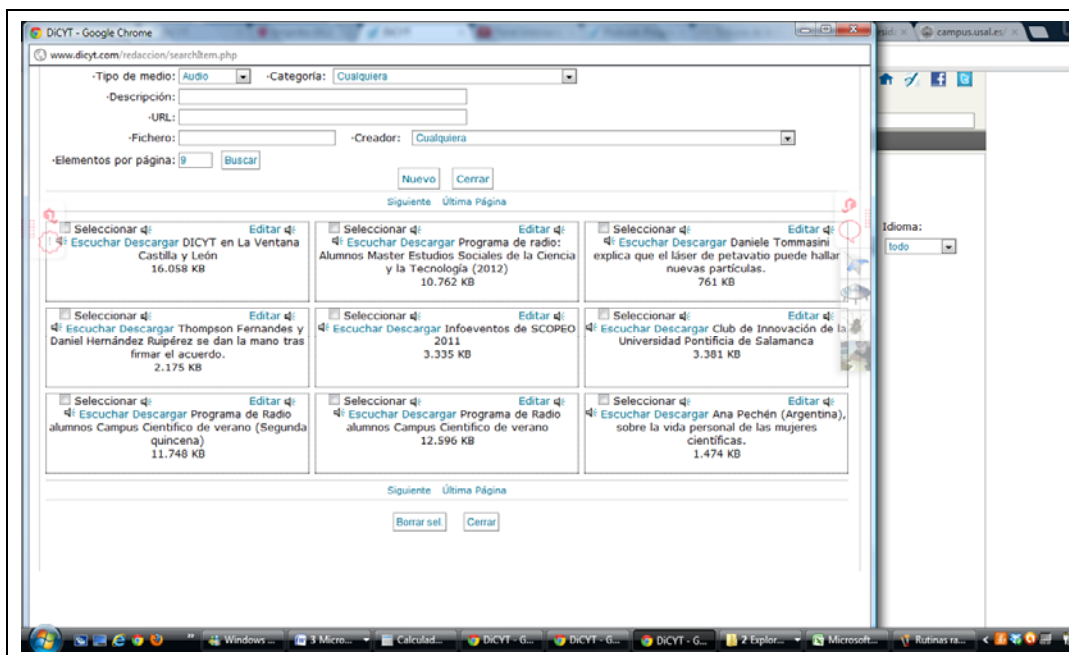 DiCYT - Google Chrome
campus.usal.es/
www.dicyt.com/redaccion/searchItem.php
·Tipo de medio: Audio ·Categoría: Cualquiera
·Descripción:
·URL:
·Fichero: ·Creador: Cualquiera
·Elementos por página: 9 Buscar
Nuevo Cerrar
Siguiente Última Página
Idioma:
todo
Seleccionar Editar
Escuchar Descargar DICYT en La Ventana
Castilla y León
16.058 KB
Seleccionar Editar
Escuchar Descargar Programa de radio:
Alumnos Master Estudios Sociales de la Ciencia
y la Tecnología (2012)
10.762 KB
Seleccionar Editar
Escuchar Descargar Daniele Tommasini
explica que el láser de petavatio puede hallar
nuevas partículas.
761 KB
Seleccionar Editar
Escuchar Descargar Thompson Fernandes y
Daniel Hernández Ruipérez se dan la mano tras
firmar el acuerdo.
2.175 KB
Seleccionar Editar
Escuchar Descargar Infoeventos de SCOPEO
2011
3.335 KB
Seleccionar Editar
Escuchar Descargar Club de Innovación de la
Universidad Pontificia de Salamanca
3.381 KB
Seleccionar Editar
Escuchar Descargar Programa de Radio
alumnos Campus Cientifico de verano (Segunda
quincena)
11.748 KB
Seleccionar Editar
Escuchar Descargar Programa de Radio
alumnos Campus Cientifico de verano
12.596 KB
Seleccionar Editar
Escuchar Descargar Ana Pechén (Argentina),
sobre la vida personal de las mujeres
científicas.
1.474 KB
Siguiente Última Página
Borrar sel. Cerrar
Windows ... 3 Micro... Calculad... DiCYT - G... DiCYT - G... DiCYT - G... 2 Explor... Microsoft... Rutinas ra...